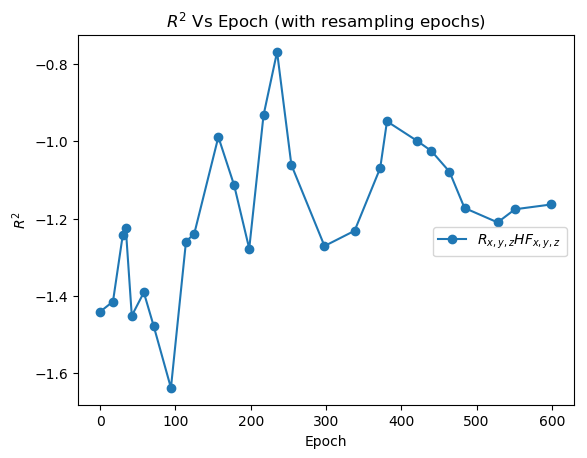 R² Vs Epoch (with resampling epochs)
−0.8
−1.0
−1.2
−1.4
−1.6
R²
R_{x, y, z}HF_{x, y, z}
0 100 200 300 400 500 600
Epoch